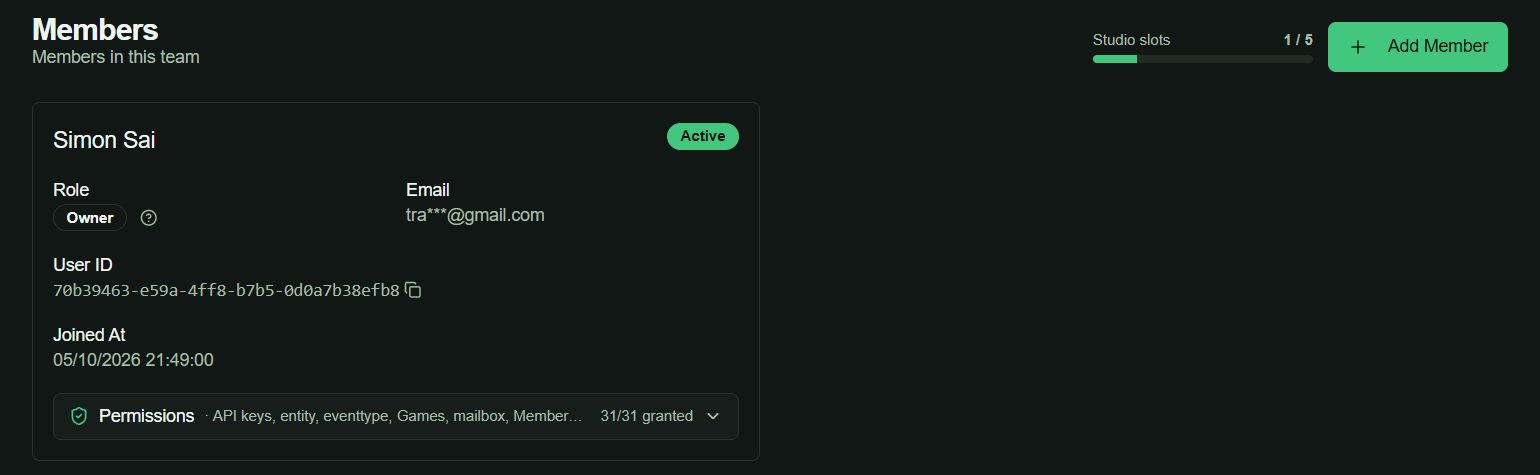 Members
Members in this team
Studio slots 1 / 5
+ Add Member
Simon Sai
Active
Role
Owner
Email
tra***@gmail.com
User ID
70b39463-e59a-4ff8-b7b5-0d0a7b38efb8
Joined At
05/10/2026 21:49:00
Permissions · API keys, entity, eventtype, Games, mailbox, Member… 31/31 granted